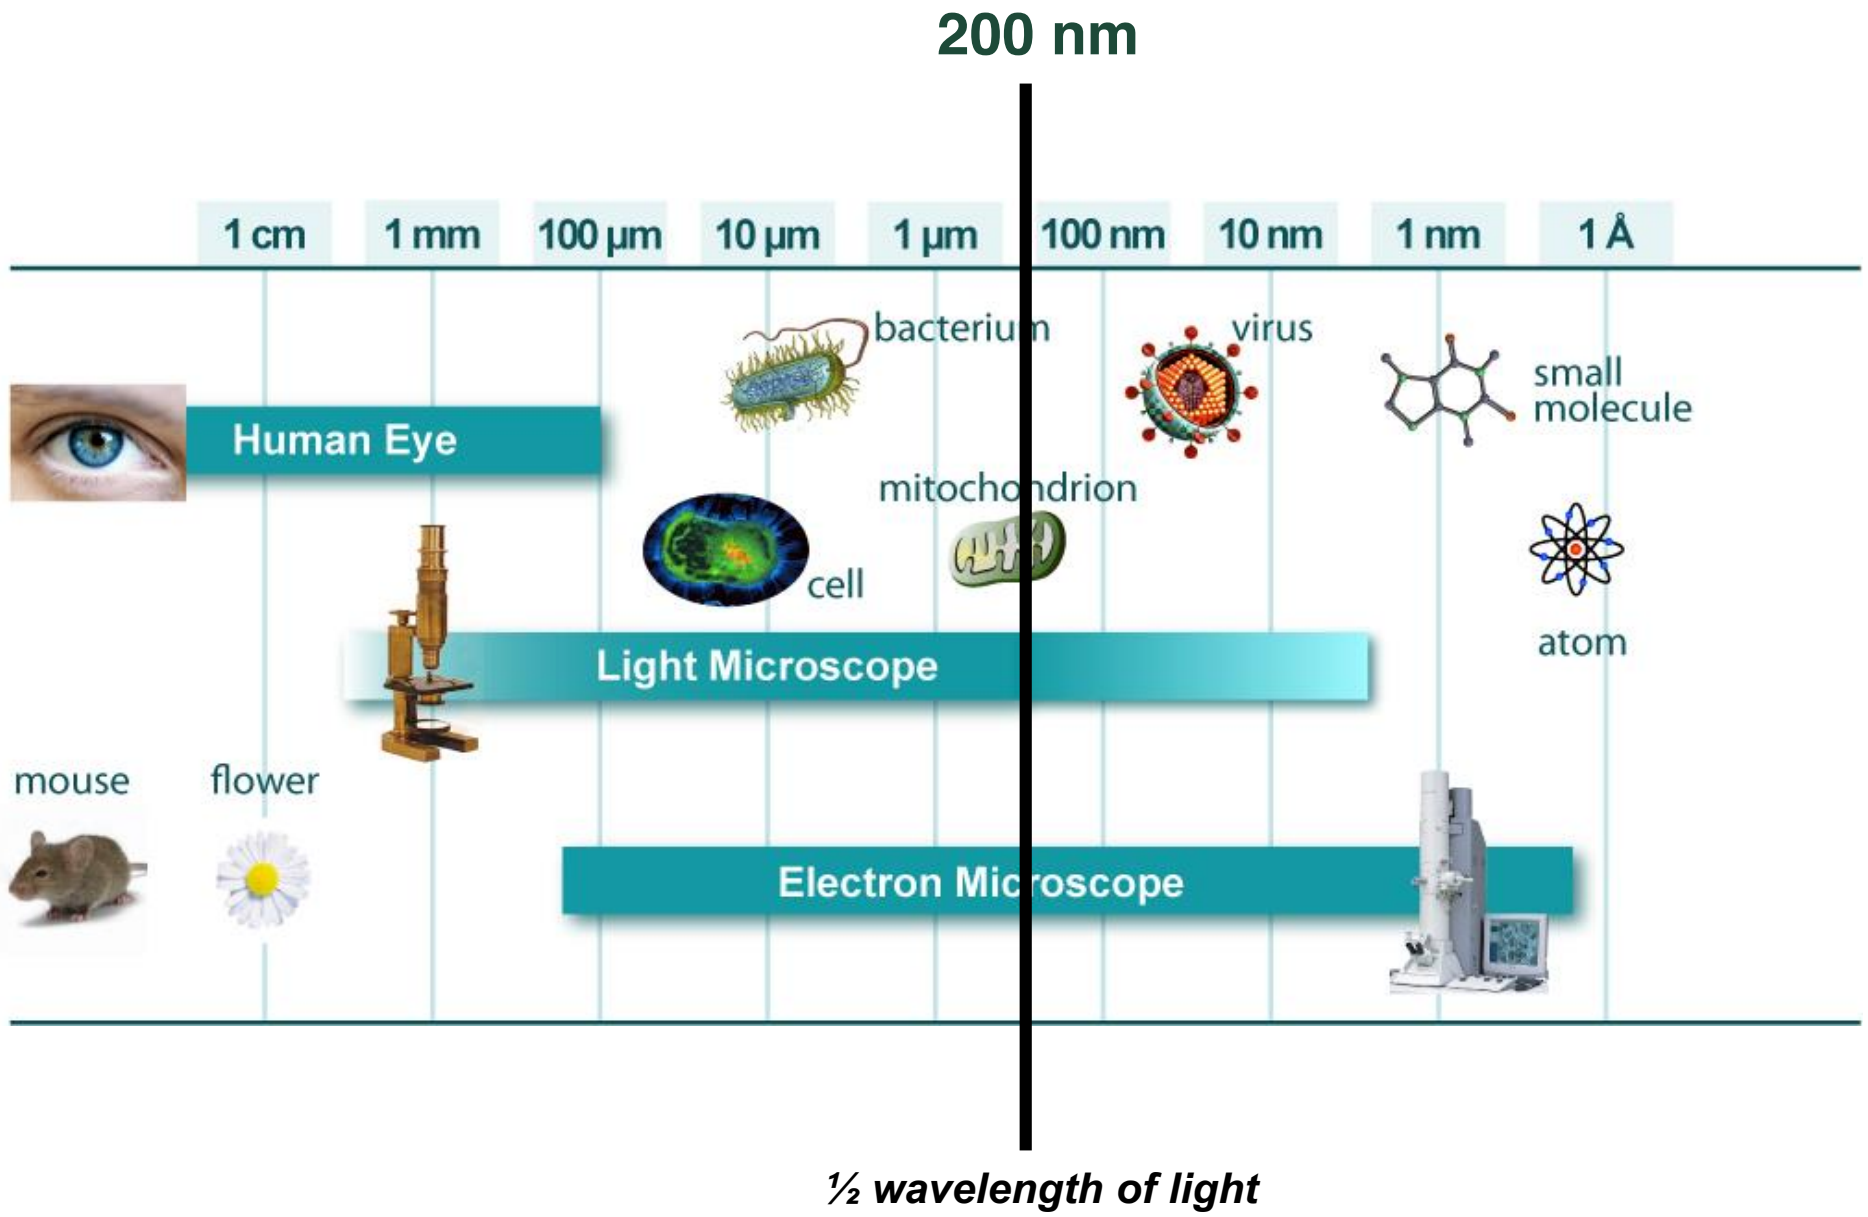 200 nm
1 cm
1 mm
100 µm
10 µm
1 µm
100 nm
10 nm
1 nm
1 Å
bacterium
virus
small
molecule
Human Eye
mitochondrion
cell
atom
Light Microscope
mouse
flower
Electron Microscope
½ wavelength of light